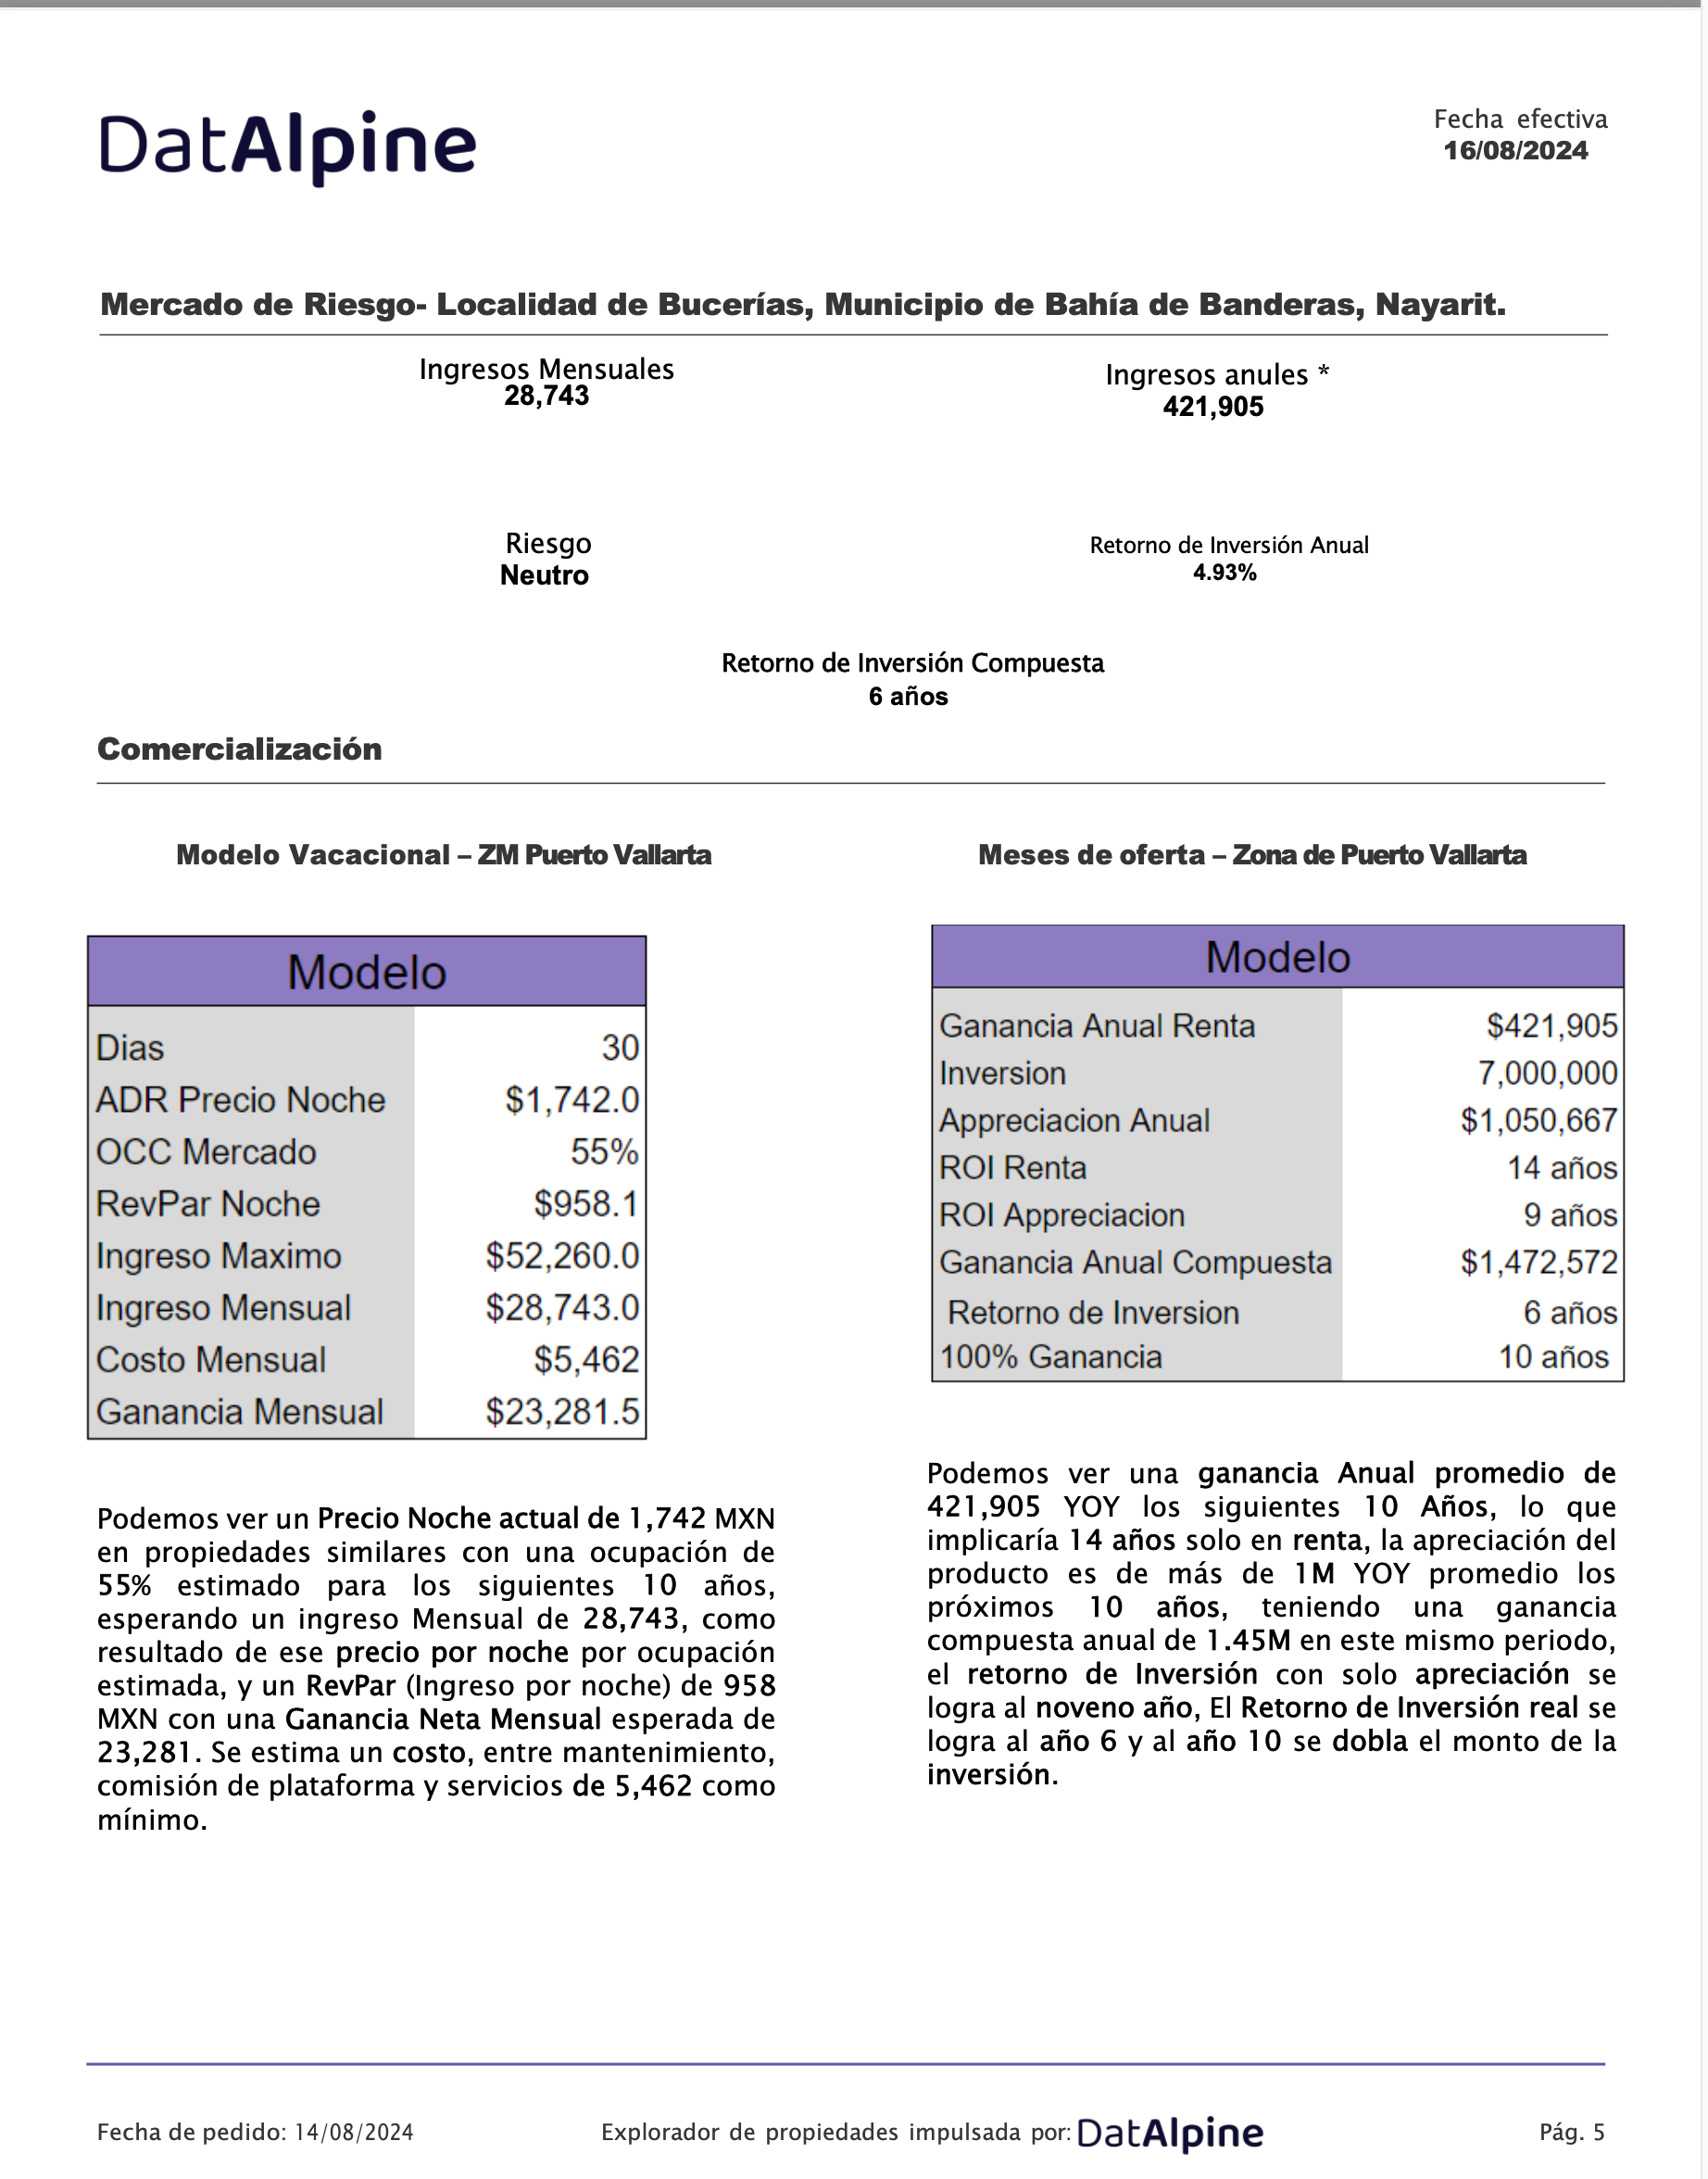 DatAlpine
Fecha efectiva
16/08/2024
Mercado de Riesgo- Localidad de Bucerías, Municipio de Bahía de Banderas, Nayarit.
Ingresos Mensuales
28,743
Ingresos anules *
421,905
Riesgo
Neutro
Retorno de Inversión Anual
4.93%
Retorno de Inversión Compuesta
6 años
Comercialización
Modelo Vacacional – ZM Puerto Vallarta
Modelo
Dias 30
ADR Precio Noche $1,742.0
OCC Mercado 55%
RevPar Noche $958.1
Ingreso Maximo $52,260.0
Ingreso Mensual $28,743.0
Costo Mensual $5,462
Ganancia Mensual $23,281.5
Podemos ver un Precio Noche actual de 1,742 MXN
en propiedades similares con una ocupación de
55% estimado para los siguientes 10 años,
esperando un ingreso Mensual de 28,743, como
resultado de ese precio por noche por ocupación
estimada, y un RevPar (Ingreso por noche) de 958
MXN con una Ganancia Neta Mensual esperada de
23,281. Se estima un costo, entre mantenimiento,
comisión de plataforma y servicios de 5,462 como
mínimo.
Meses de oferta – Zona de Puerto Vallarta
Modelo
Ganancia Anual Renta $421,905
Inversion 7,000,000
Appreciacion Anual $1,050,667
ROI Renta 14 años
ROI Appreciacion 9 años
Ganancia Anual Compuesta $1,472,572
Retorno de Inversion 6 años
100% Ganancia 10 años
Podemos ver una ganancia Anual promedio de
421,905 YOY los siguientes 10 Años, lo que
implicaría 14 años solo en renta, la apreciación del
producto es de más de 1M YOY promedio los
próximos 10 años, teniendo una ganancia
compuesta anual de 1.45M en este mismo periodo,
el retorno de Inversión con solo apreciación se
logra al noveno año, El Retorno de Inversión real se
logra al año 6 y al año 10 se dobla el monto de la
inversión.
Fecha de pedido: 14/08/2024
Explorador de propiedades impulsada por: DatAlpine
Pág. 5